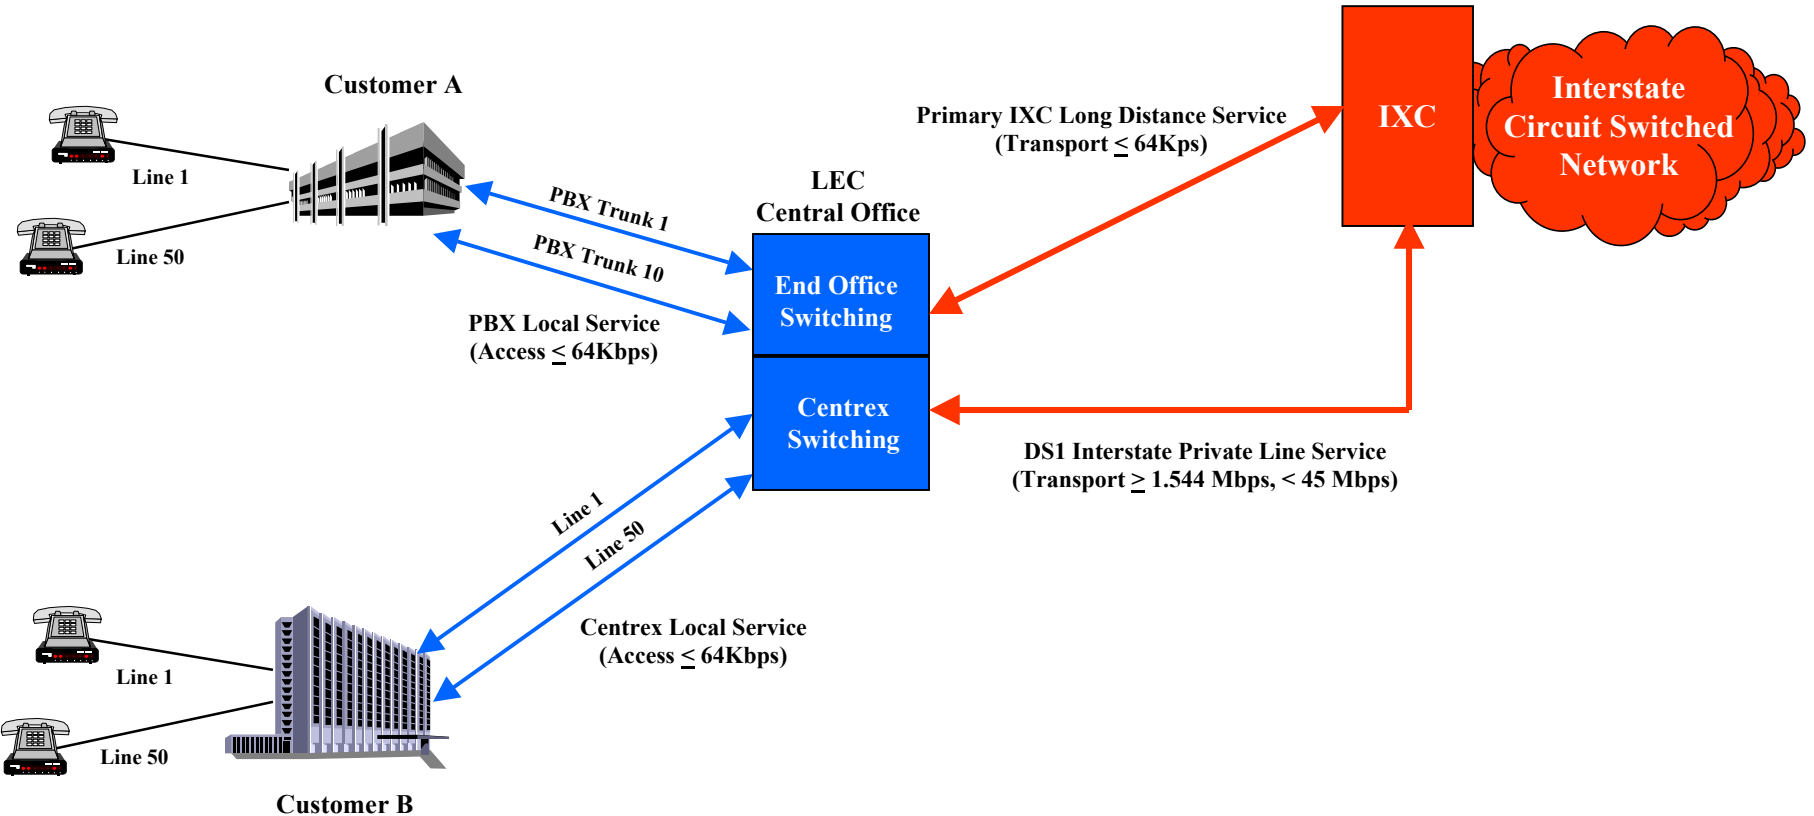 Customer A
Line 1
Line 50
PBX Trunk 1
PBX Trunk 10
PBX Local Service
(Access ≤ 64Kbps)
LEC
Central Office
End Office
Switching
Centrex
Switching
Primary IXC Long Distance Service
(Transport ≤ 64Kps)
IXC
Interstate
Circuit Switched
Network
DS1 Interstate Private Line Service
(Transport ≥ 1.544 Mbps, < 45 Mbps)
Line 1
Line 50
Centrex Local Service
(Access ≤ 64Kbps)
Line 1
Line 50
Customer B